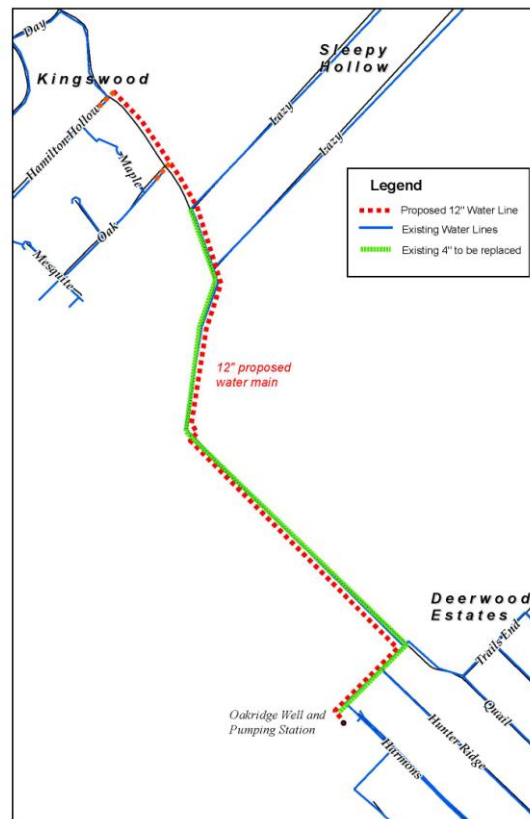 Day
Sleepy
Hollow
Kingswood
Hamilton Hollow
Maple
Lazy
Lazy
Oak
Mesquite
Legend
Proposed 12" Water Line
Existing Water Lines
Existing 4" to be replaced
12" proposed
water main
Deerwood
Estates
Trails End
Quail
Oakridge Well and
Pumping Station
Hunter Ridge
Harmons